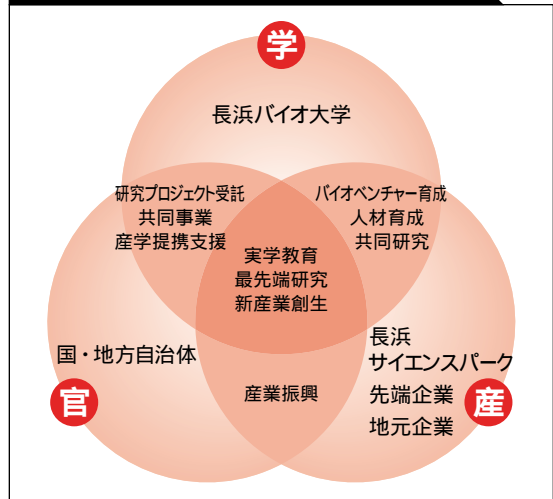 学
長浜バイオ大学
研究プロジェクト受託
共同事業
産学提携支援
バイオベンチャー育成
人材育成
共同研究
実学教育
最先端研究
新産業創生
国・地方自治体
官
産業振興
長浜
サイエンスパーク
先端企業
地元企業
産